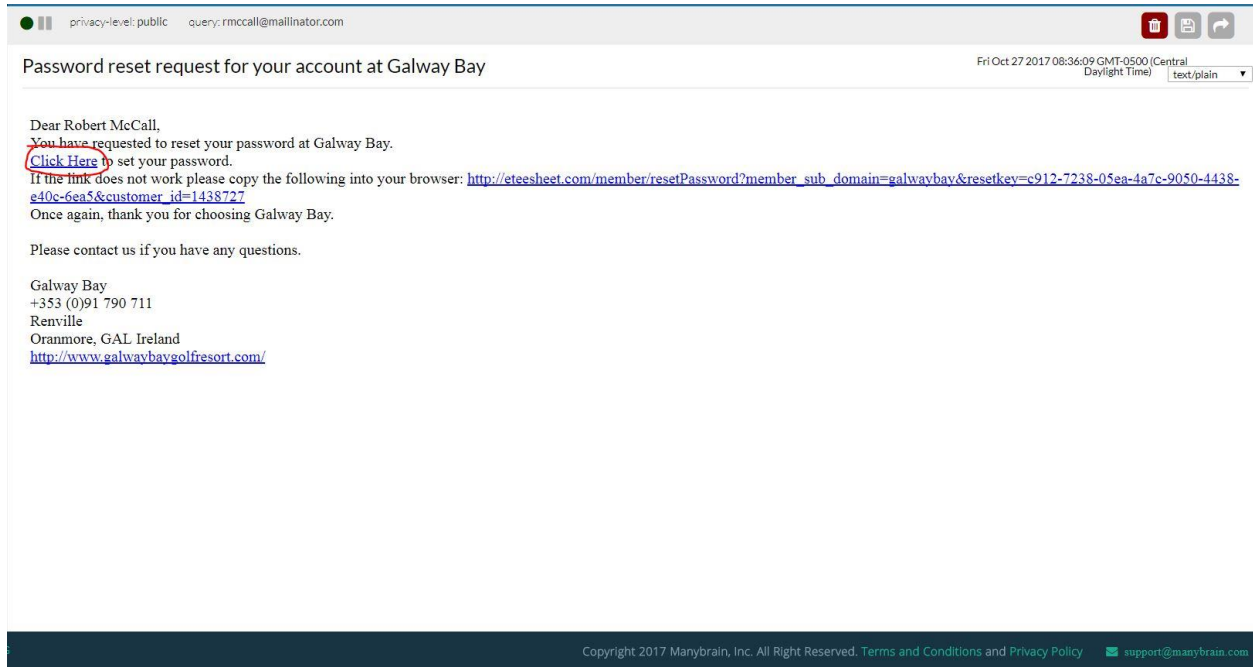 privacy-level: public query: rmccall@mailinator.com
Password reset request for your account at Galway Bay
Fri Oct 27 2017 08:36:09 GMT-0500 (Central
Daylight Time) text/plain
Dear Robert McCall,
You have requested to reset your password at Galway Bay.
Click Here to set your password.
If the link does not work please copy the following into your browser: http://eteesheet.com/member/resetPassword?member_sub_domain=galwaybay&resetkey=c912-7238-05ea-4a7c-9050-4438-
e40c-6ea5&customer_id=1438727
Once again, thank you for choosing Galway Bay.
Please contact us if you have any questions.
Galway Bay
+353 (0)91 790 711
Renville
Oranmore, GAL Ireland
http://www.galwaybaygolfresort.com/
Copyright 2017 Manybrain, Inc. All Right Reserved. Terms and Conditions and Privacy Policy support@manybrain.com